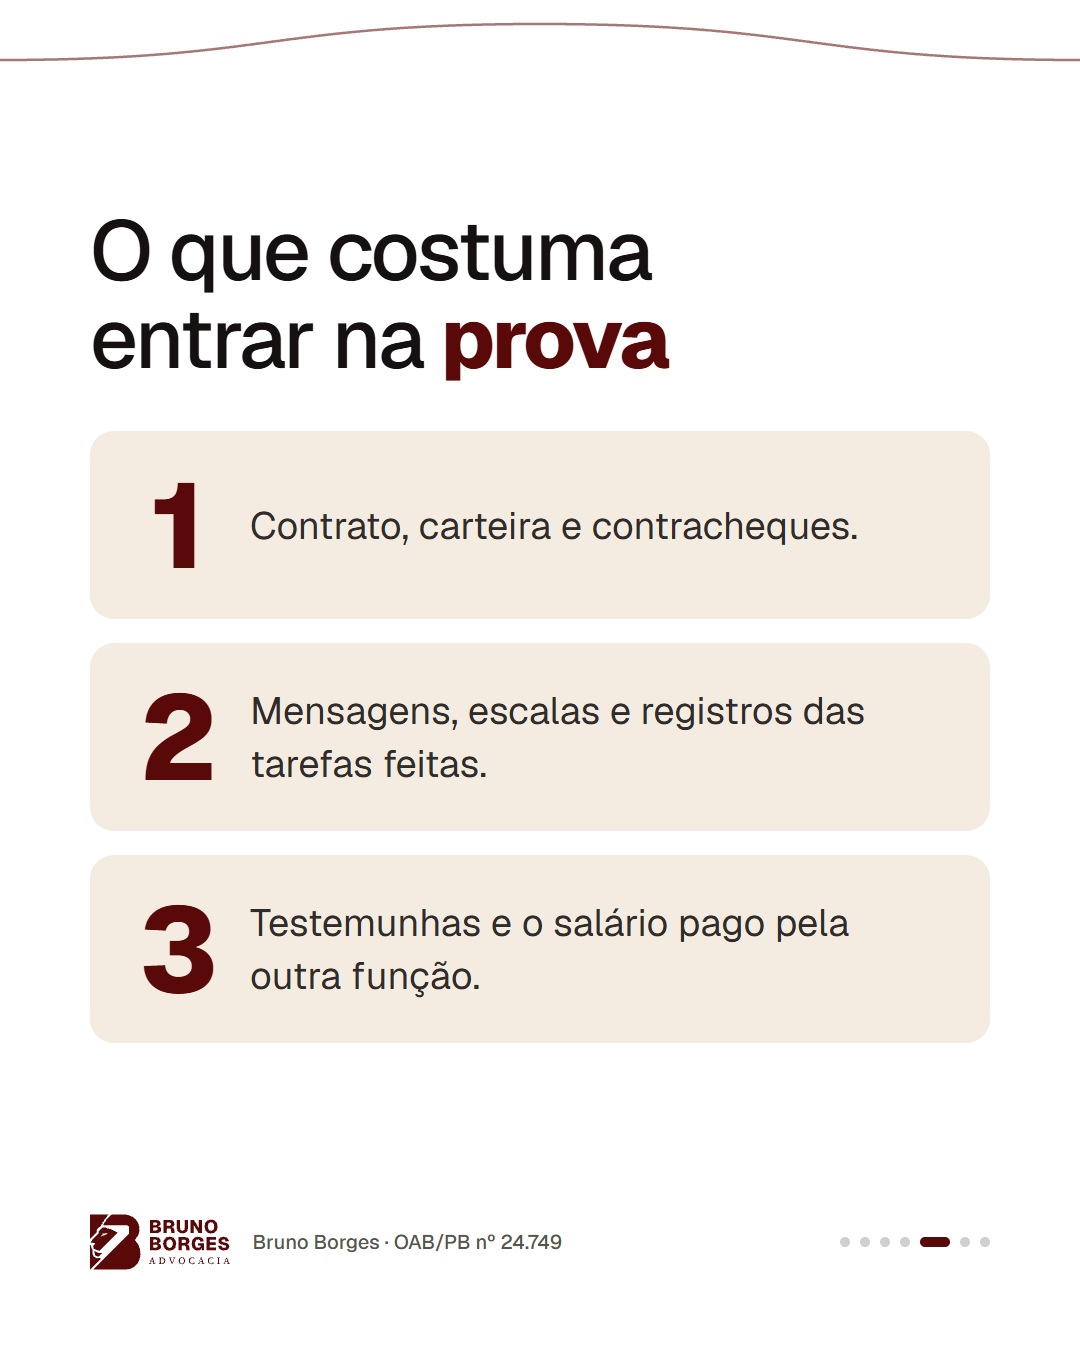 O que costuma
entrar na prova
1
Contrato, carteira e contracheques.
2
Mensagens, escalas e registros das
tarefas feitas.
3
Testemunhas e o salário pago pela
outra função.
BRUNO
BORGES
ADVOCACIA
Bruno Borges · OAB/PB nº 24.749